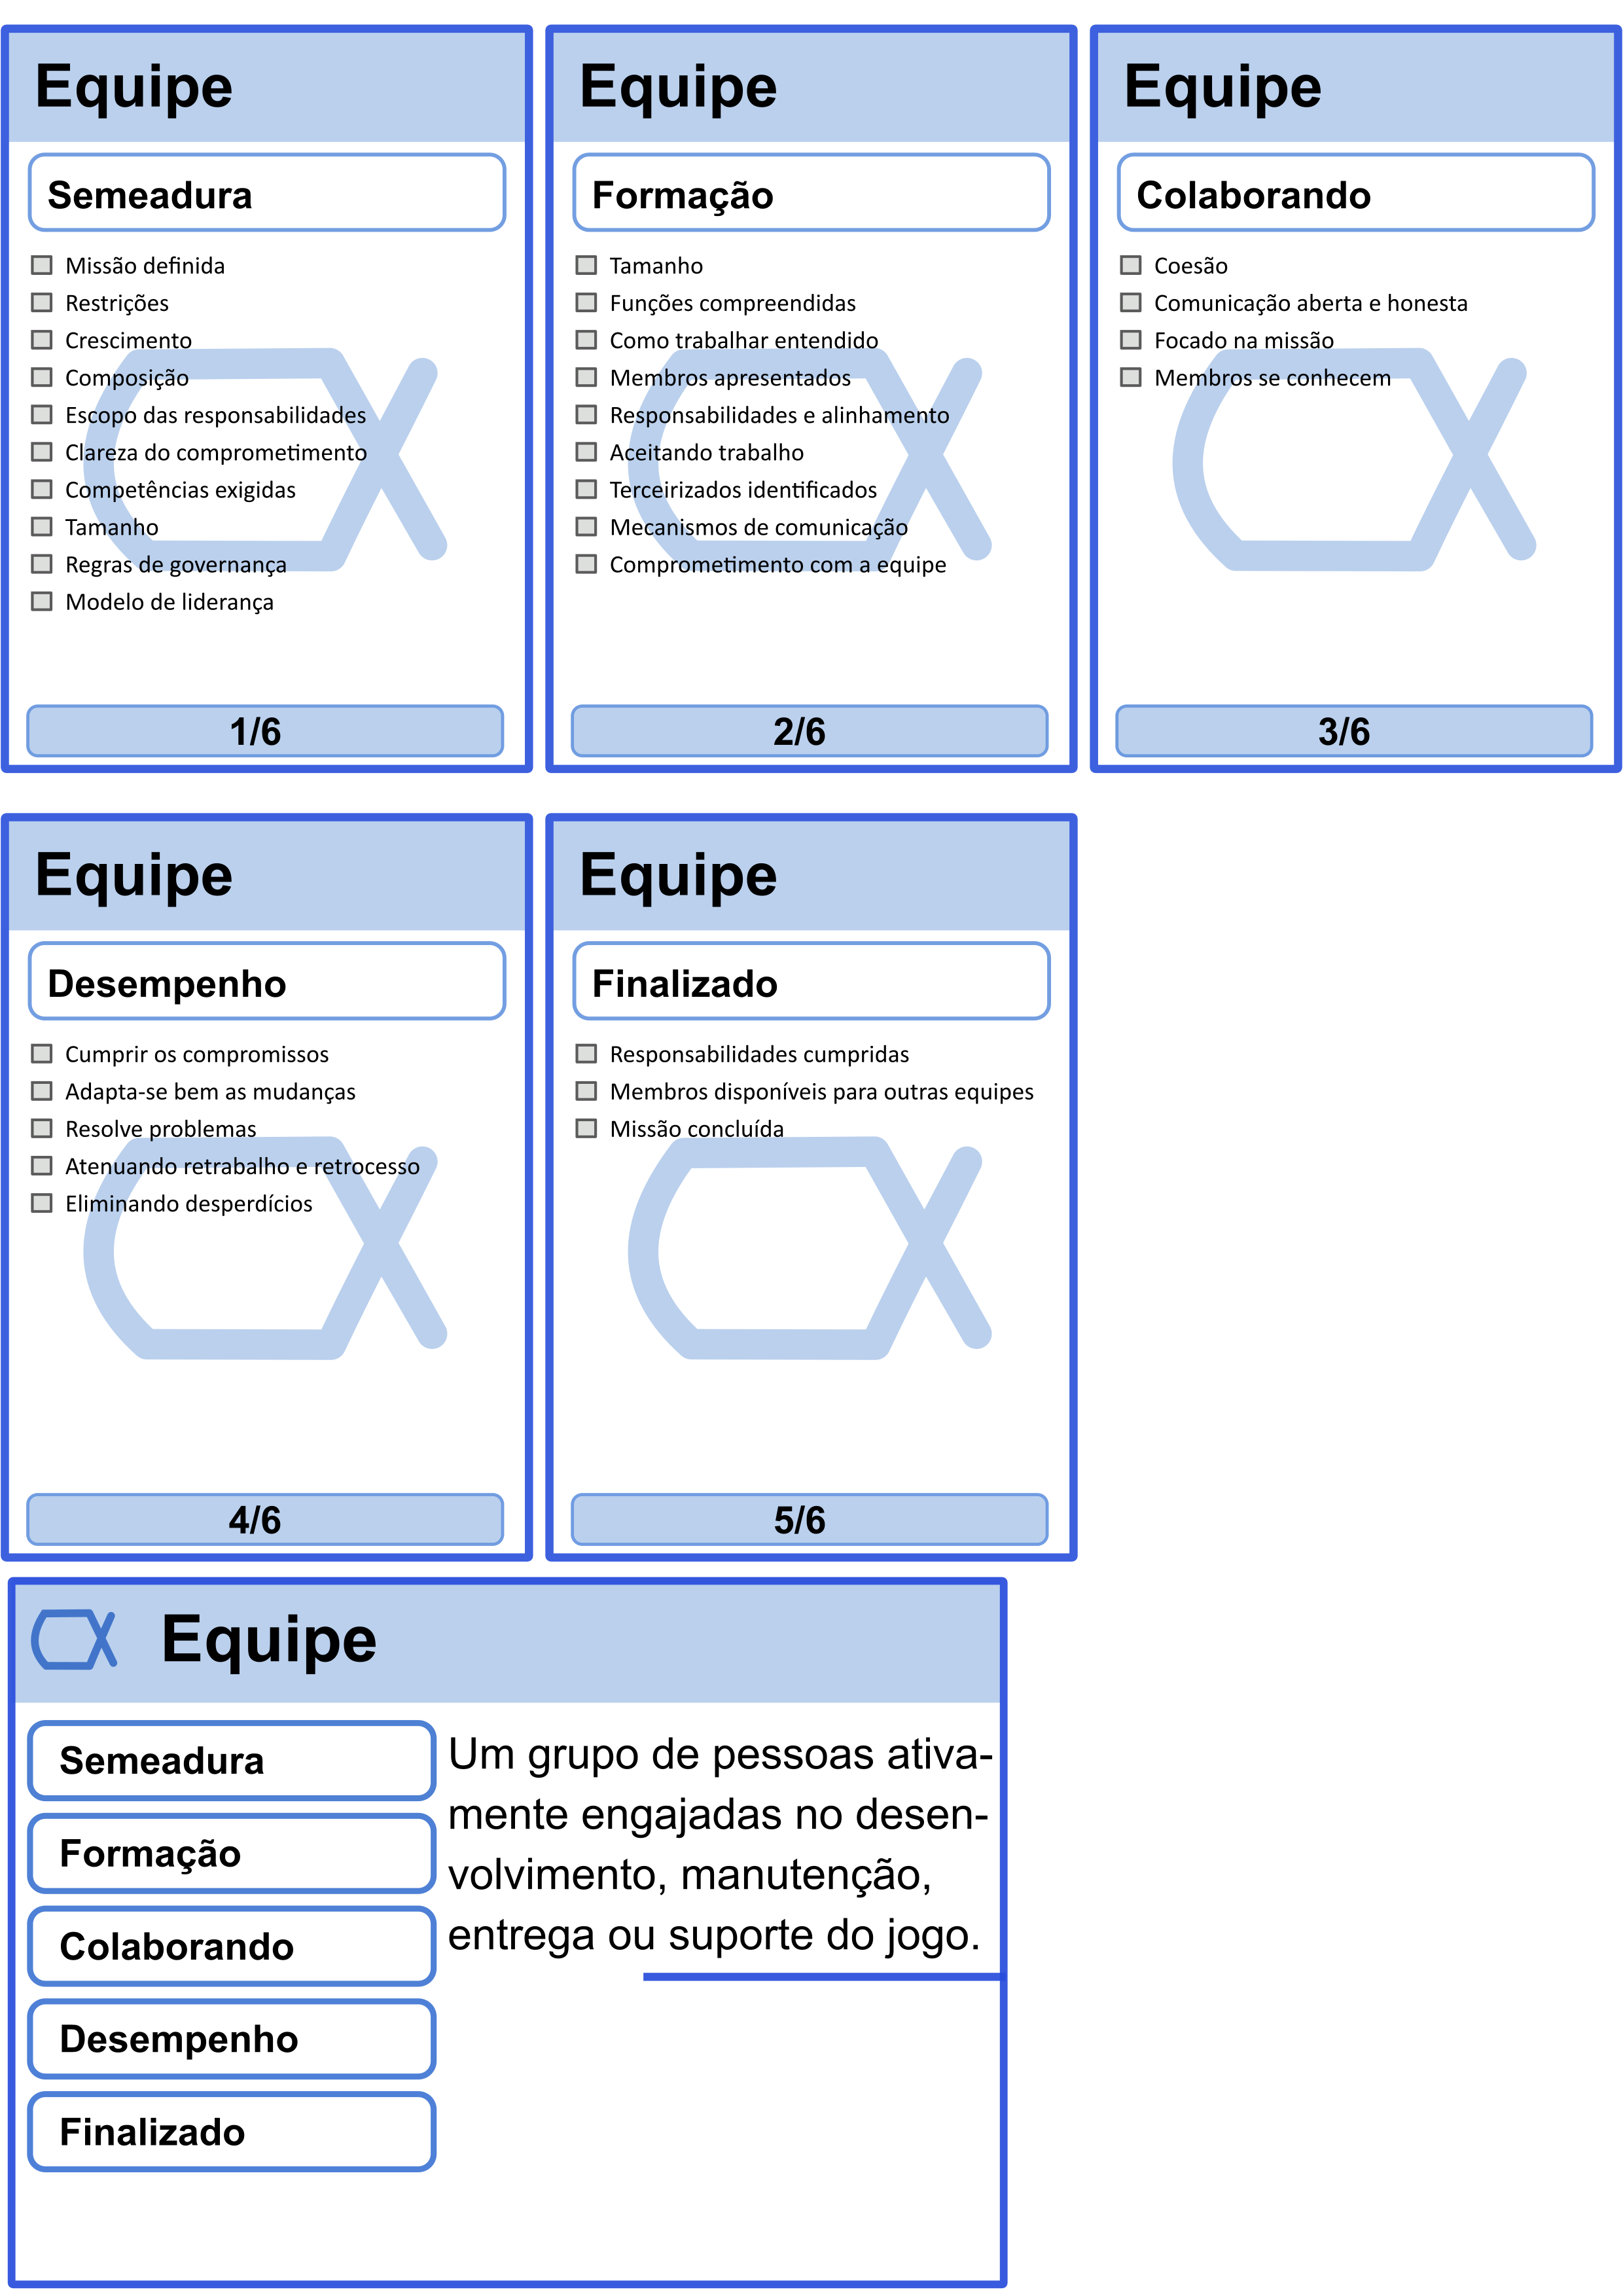 Equipe
Semeadura
Missão definida
Restrições
Crescimento
Composição
Escopo das responsabilidades
Clareza do comprometimento
Competências exigidas
Tamanho
Regras de governança
Modelo de liderança
1/6
Equipe
Formação
Tamanho
Funções compreendidas
Como trabalhar entendido
Membros apresentados
Responsabilidades e alinhamento
Aceitando trabalho
Terceirizados identificados
Mecanismos de comunicação
Comprometimento com a equipe
2/6
Equipe
Colaborando
Coesão
Comunicação aberta e honesta
Focado na missão
Membros se conhecem
3/6
Equipe
Desempenho
Cumprir os compromissos
Adapta-se bem as mudanças
Resolve problemas
Atenuando retrabalho e retrocesso
Eliminando desperdícios
4/6
Equipe
Finalizado
Responsabilidades cumpridas
Membros disponíveis para outras equipes
Missão concluída
5/6
Equipe
Semeadura
Formação
Colaborando
Desempenho
Finalizado
Um grupo de pessoas ativa-
mente engajadas no desen-
volvimento, manutenção,
entrega ou suporte do jogo.